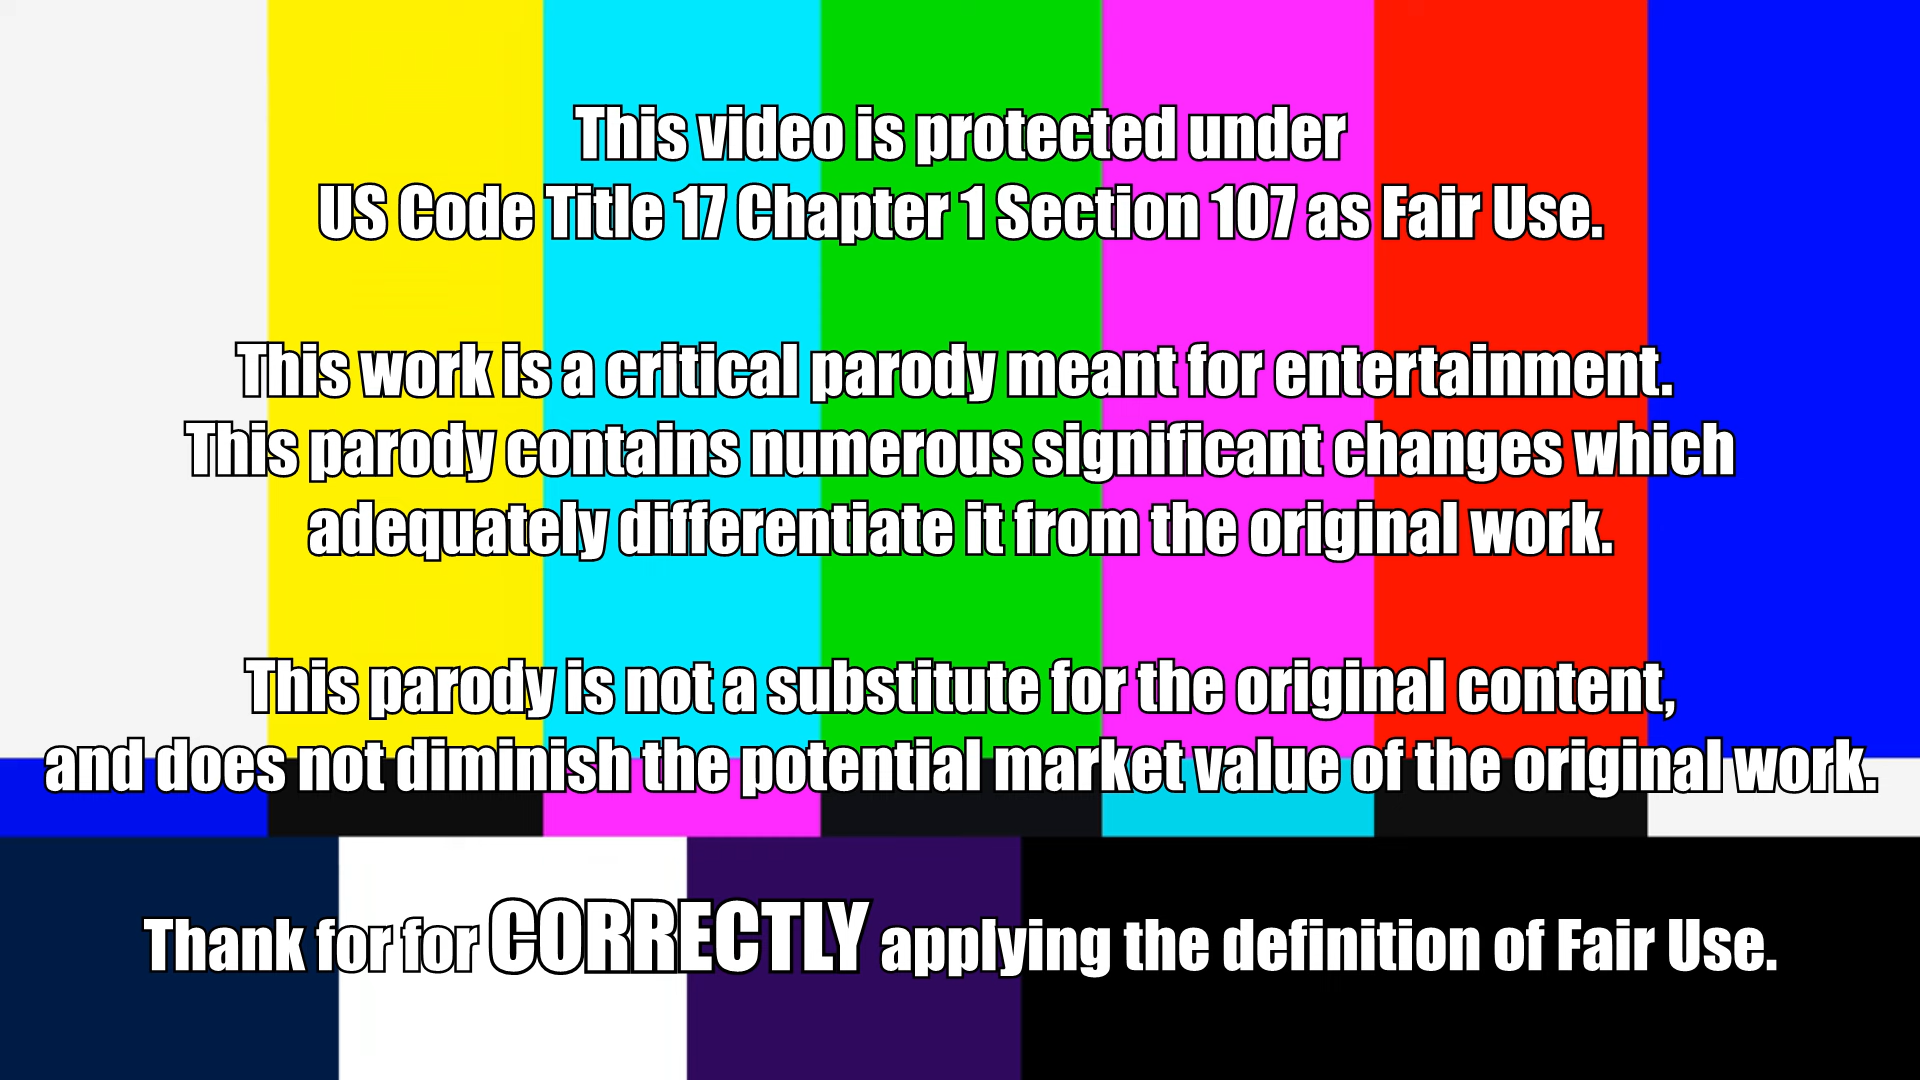 This video is protected under
US Code Title 17 Chapter 1 Section 107 as Fair Use.
This work is a critical parody meant for entertainment.
This parody contains numerous significant changes which
adequately differentiate it from the original work.
This parody is not a substitute for the original content,
and does not diminish the potential market value of the original work.
Thank for for CORRECTLY applying the definition of Fair Use.